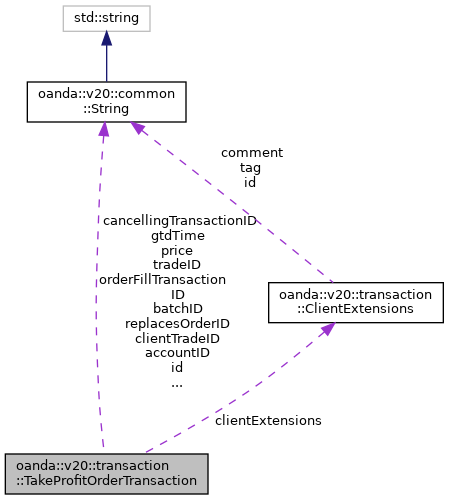 std::string
oanda::v20::common
::String
comment
tag
id
cancellingTransactionID
gtdTime
price
tradeID
orderFillTransaction
ID
batchID
replacesOrderID
clientTradeID
accountID
id
...
oanda::v20::transaction
::ClientExtensions
clientExtensions
oanda::v20::transaction
::TakeProfitOrderTransaction